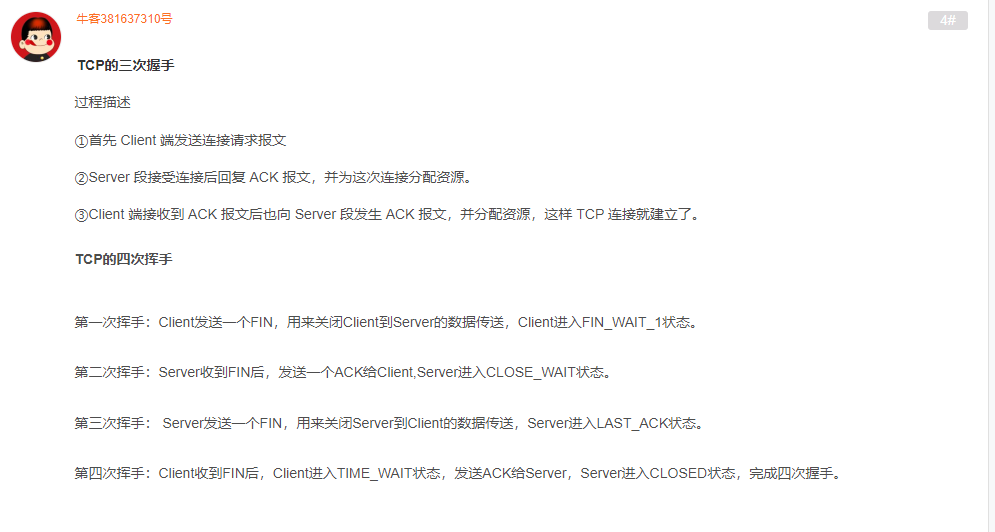 牛客381637310号
4#
TCP的三次握手
过程描述
①首先 Client 端发送连接请求报文
②Server 段接受连接后回复 ACK 报文，并为这次连接分配资源。
③Client 端接收到 ACK 报文后也向 Server 段发生 ACK 报文，并分配资源，这样 TCP 连接就建立了。
TCP的四次挥手
第一次挥手：Client发送一个FIN，用来关闭Client到Server的数据传送，Client进入FIN_WAIT_1状态。
第二次挥手：Server收到FIN后，发送一个ACK给Client,Server进入CLOSE_WAIT状态。
第三次挥手： Server发送一个FIN，用来关闭Server到Client的数据传送，Server进入LAST_ACK状态。
第四次挥手：Client收到FIN后，Client进入TIME_WAIT状态，发送ACK给Server，Server进入CLOSED状态，完成四次握手。